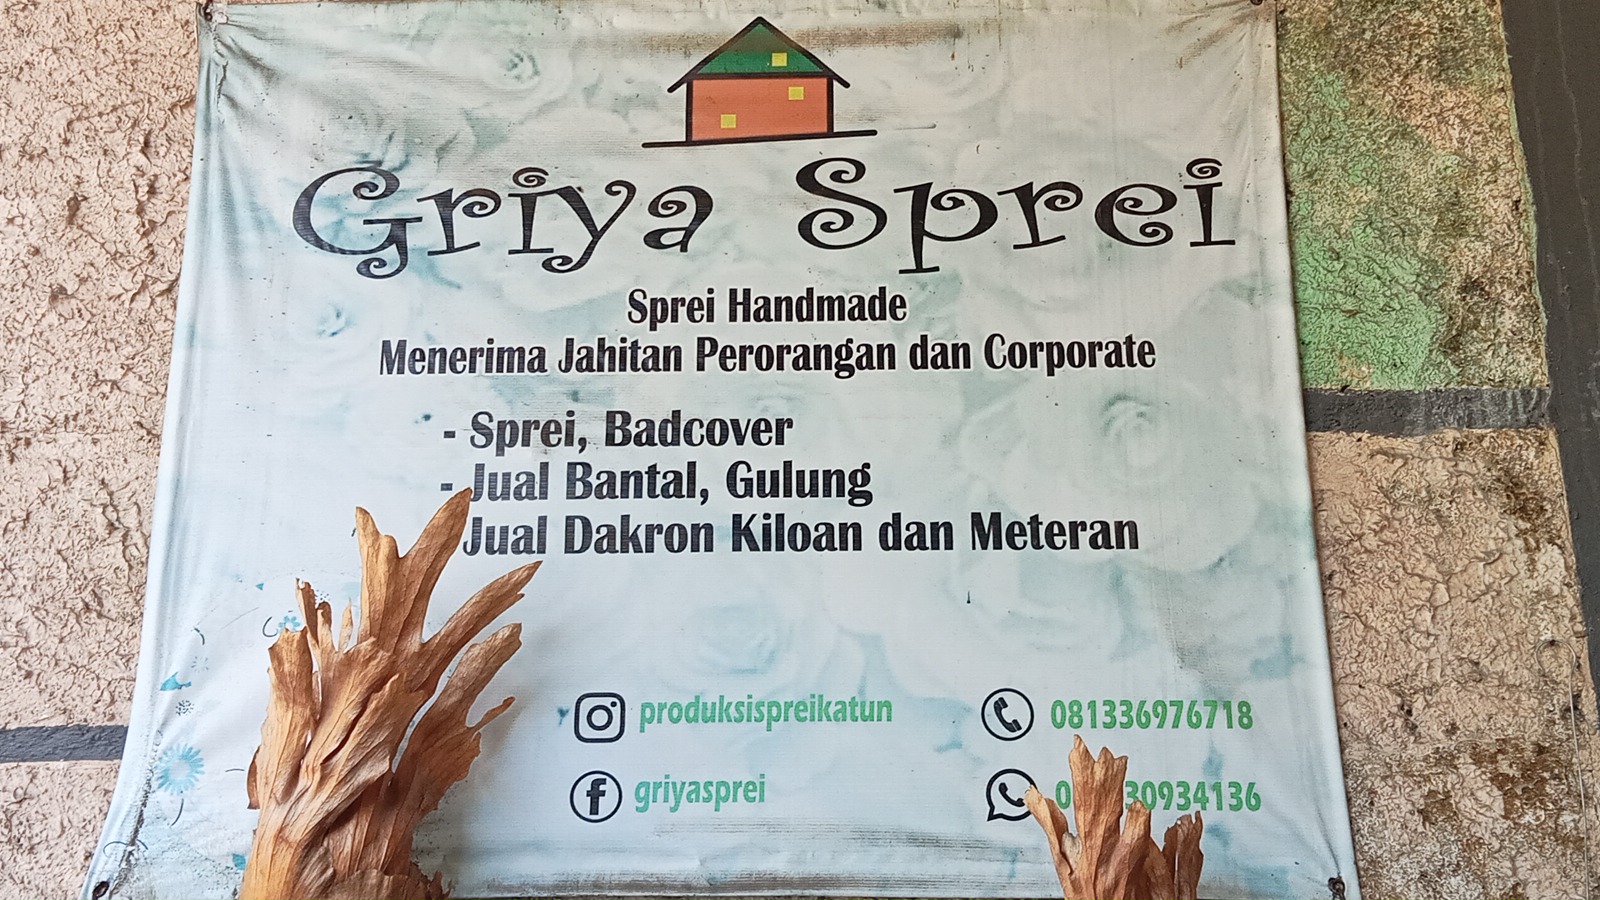 Griya Sprei
Sprei Handmade
Menerima Jahitan Perorangan dan Corporate
- Sprei, Badcover
- Jual Bantal, Gulung
Jual Dakron Kiloan dan Meteran
produksispreikatun
081336976718
griyasprei